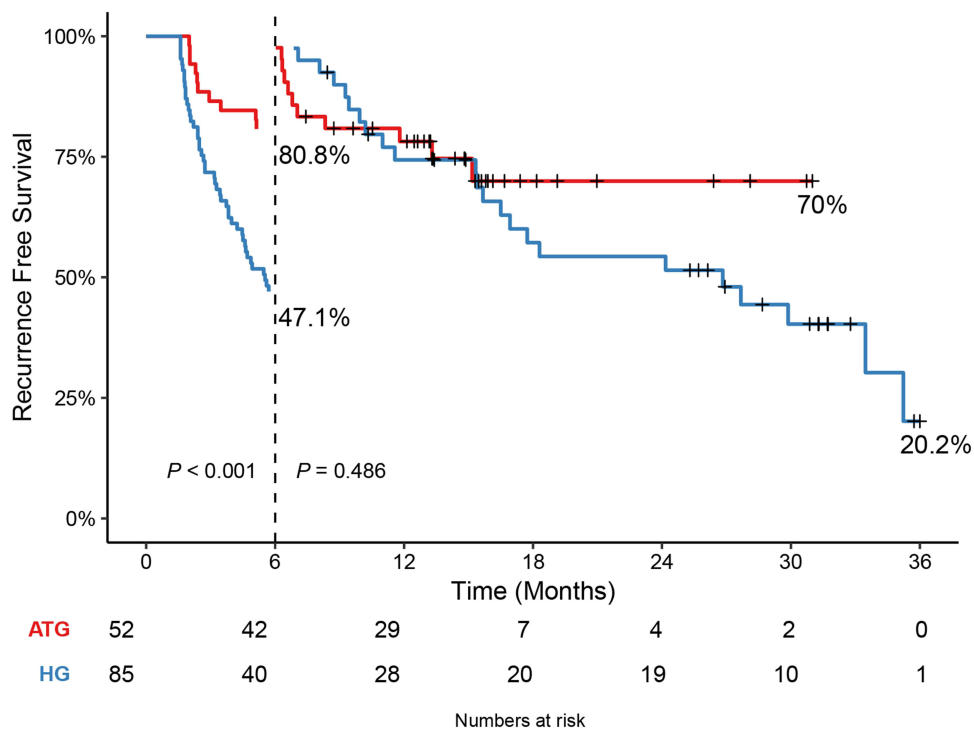 Recurrence Free Survival
100%
75%
50%
25%
0%
80.8%
47.1%
70%
20.2%
P < 0.001
P = 0.486
0 6 12 18 24 30 36
Time (Months)
ATG 52 42 29 7 4 2 0
HG 85 40 28 20 19 10 1
Numbers at risk